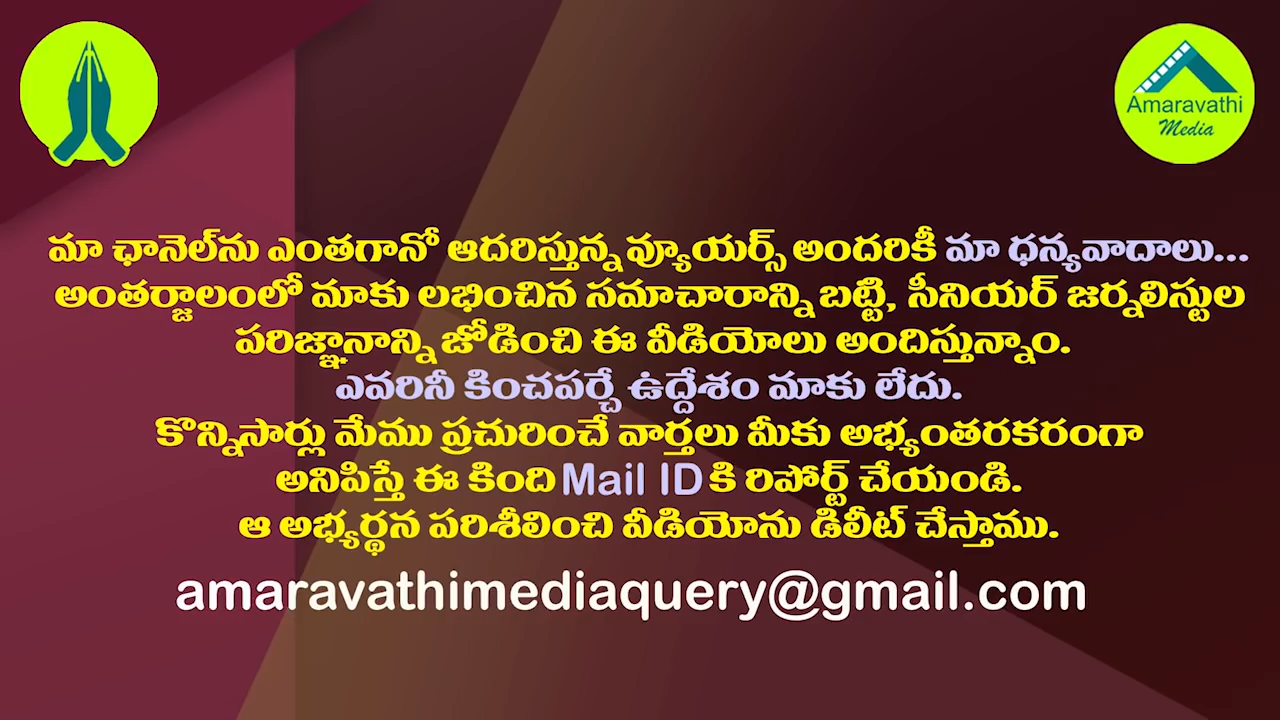 Amaravathi
Media
మా ఛానెల్‌ను ఎంతగానో ఆదరిస్తున్న వ్యూయర్స్ అందరికీ మా ధన్యవాదాలు...
అంతర్జాలంలో మాకు లభించిన సమాచారాన్ని బట్టి, సీనియర్ జర్నలిస్టుల
పరిజ్ఞానాన్ని జోడించి ఈ వీడియోలు అందిస్తున్నాం.
ఎవరినీ కించపర్చే ఉద్దేశం మాకు లేదు.
కొన్నిసార్లు మేము ప్రచురించే వార్తలు మీకు అభ్యంతరకరంగా
అనిపిస్తే ఈ కింది Mail ID కి రిపోర్ట్ చేయండి.
ఆ అభ్యర్థన పరిశీలించి వీడియోను డిలీట్ చేస్తాము.
amaravathimediaquery@gmail.com